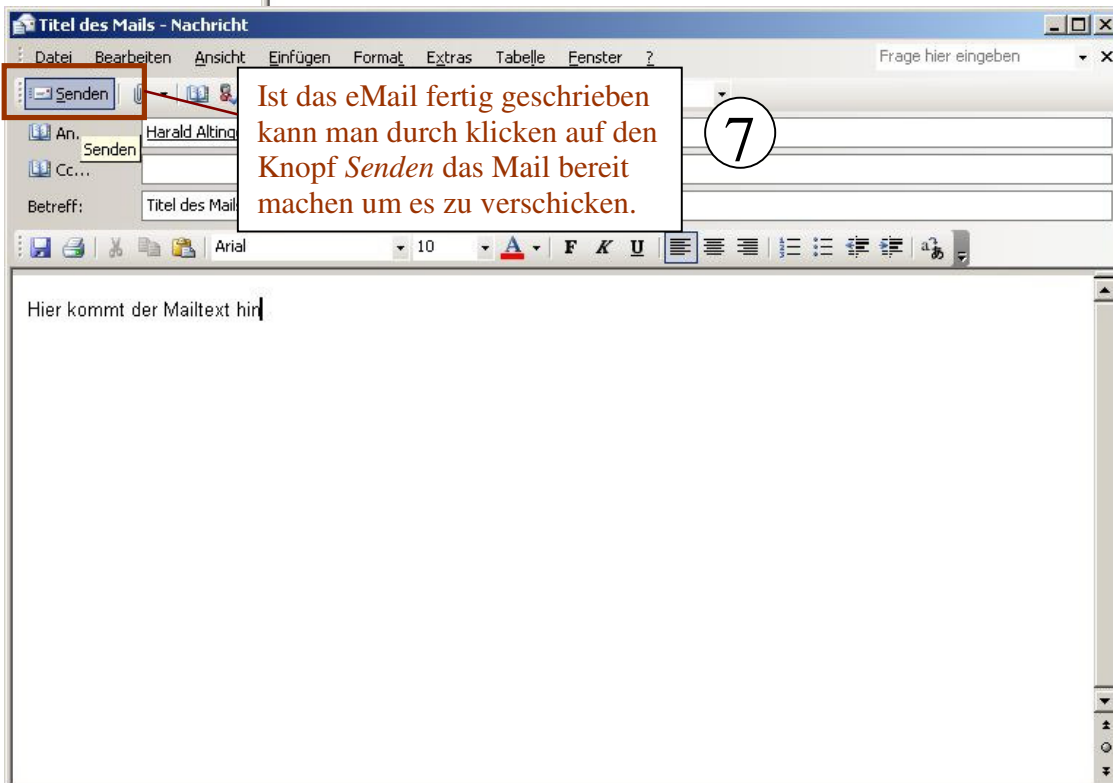 Titel des Mails - Nachricht
Datei Bearbeiten Ansicht Einfügen Format Extras Tabelle Fenster ? Frage hier eingeben
Senden
Ist das eMail fertig geschrieben
kann man durch klicken auf den
Knopf Senden das Mail bereit
machen um es zu verschicken.
7
An. Harald
Senden
Cc...
Betreff: Titel des Mails
Arial 10 A F K U
Hier kommt der Mailtext hin